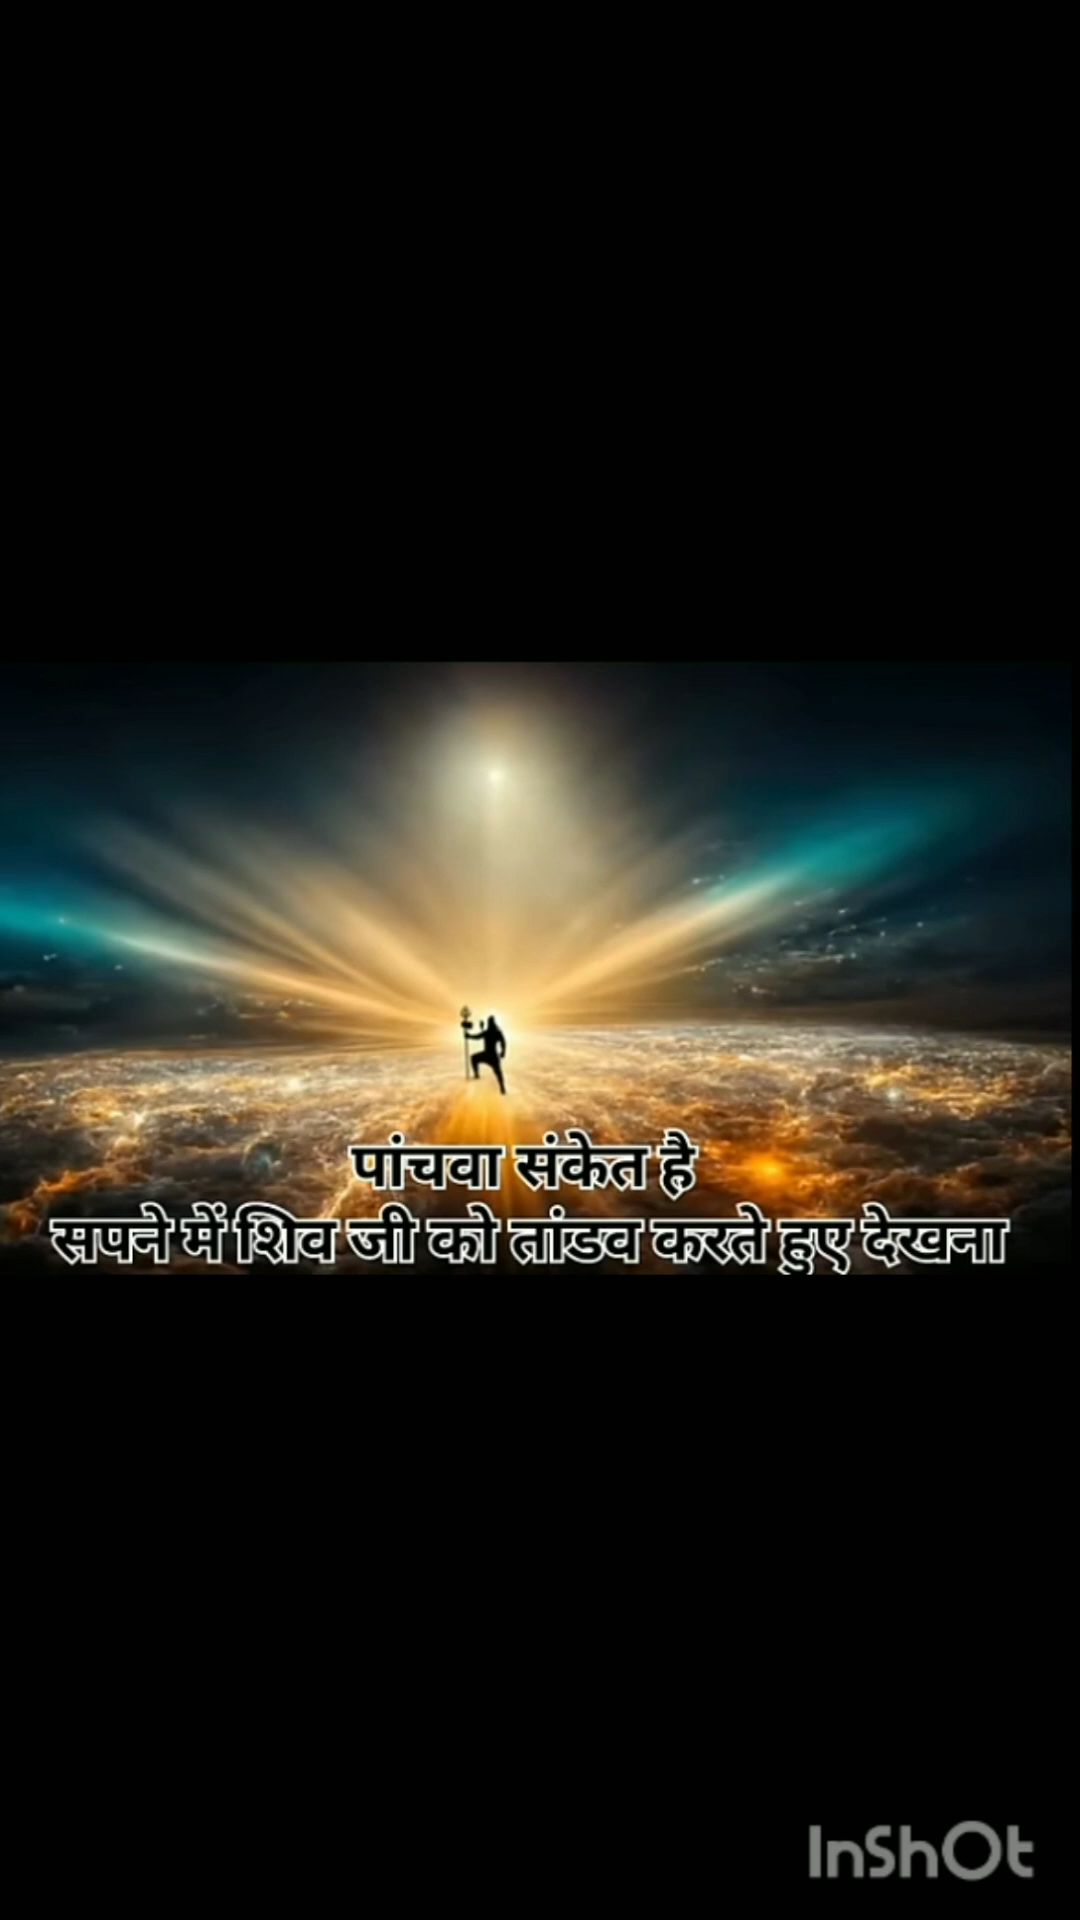 पांचवा संकेत है
सपने में शिव जी को तांडव करते हुए देखना
InShOt